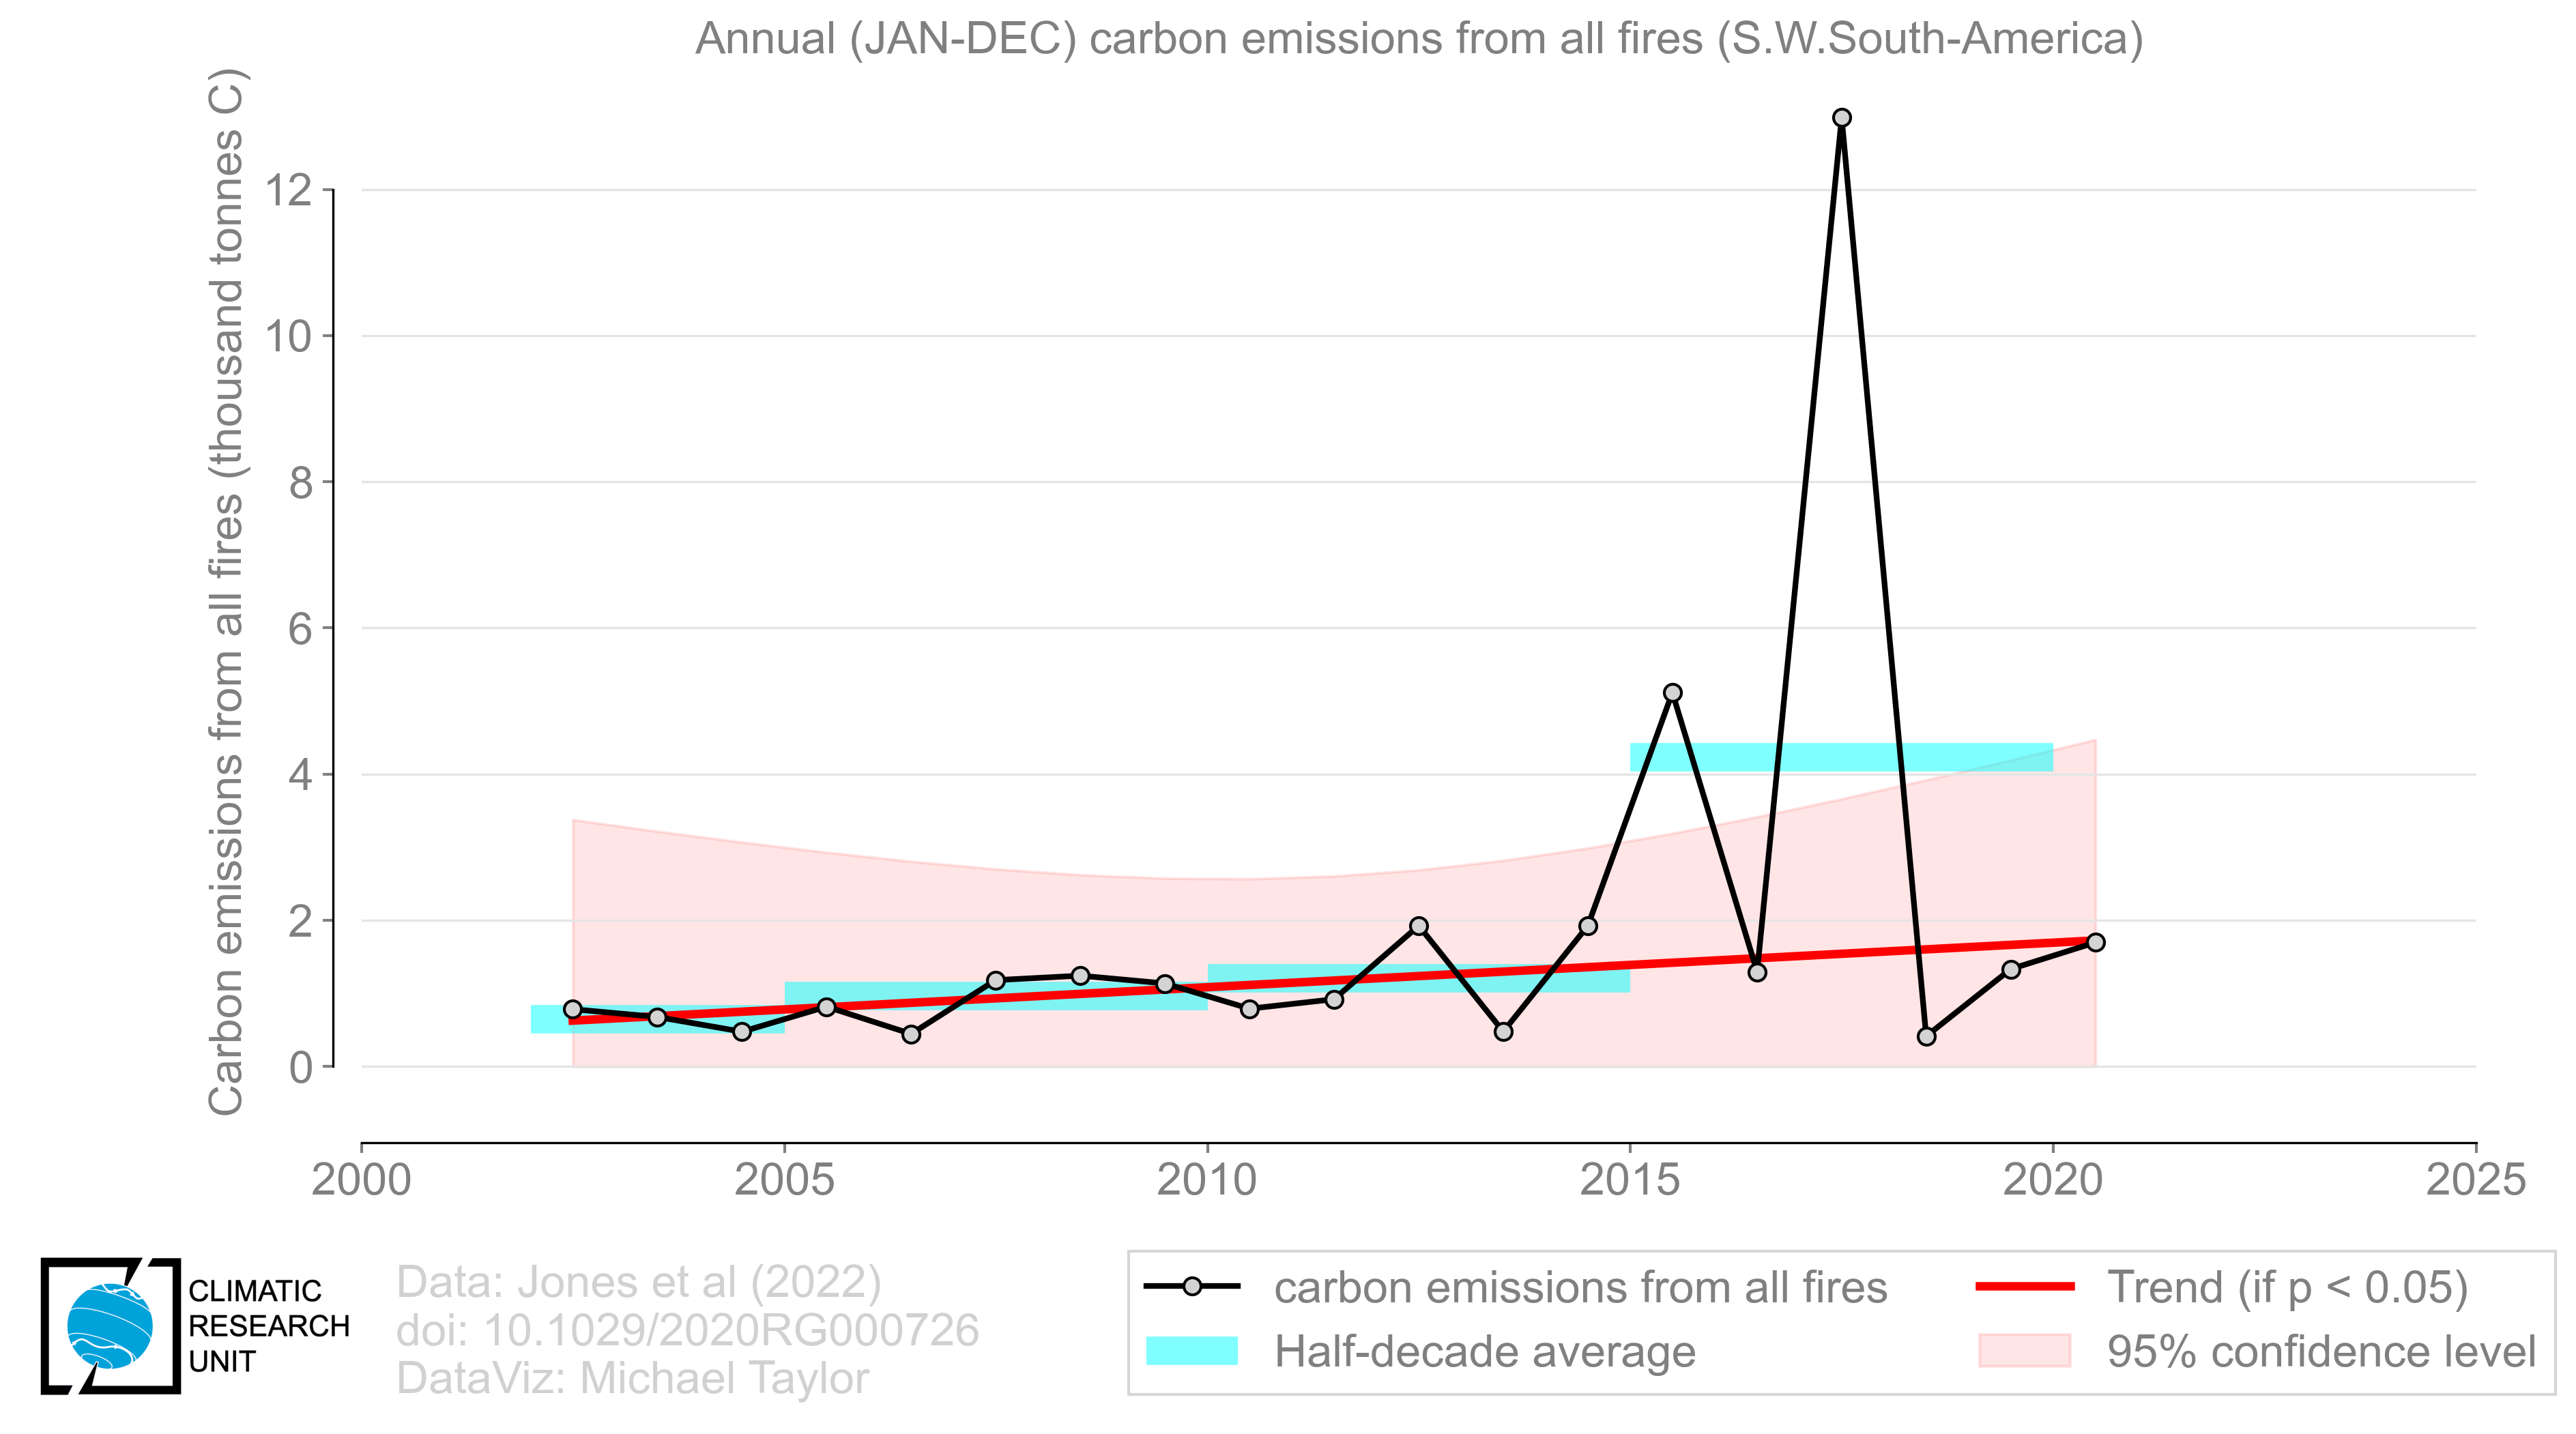 Annual (JAN-DEC) carbon emissions from all fires (S.W.South-America)
Carbon emissions from all fires (thousand tonnes C)
12
10
8
6
4
2
0
2000 2005 2010 2015 2020 2025
CLIMATIC
RESEARCH
UNIT
Data: Jones et al (2022)
doi: 10.1029/2020RG000726
DataViz: Michael Taylor
carbon emissions from all fires
Half-decade average
Trend (if p < 0.05)
95% confidence level